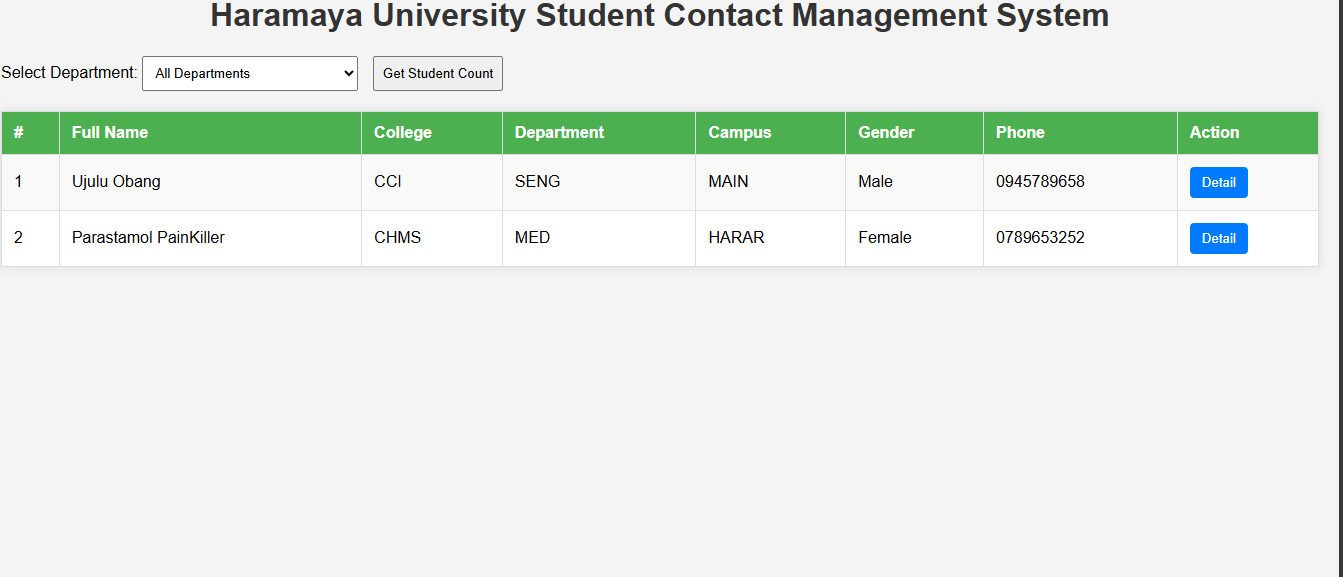 Haramaya University Student Contact Management System
Select Department: All Departments Get Student Count
# Full Name College Department Campus Gender Phone Action
1 Ujulu Obang CCI SENG MAIN Male 0945789658 Detail
2 Parastamol PainKiller CHMS MED HARAR Female 0789653252 Detail